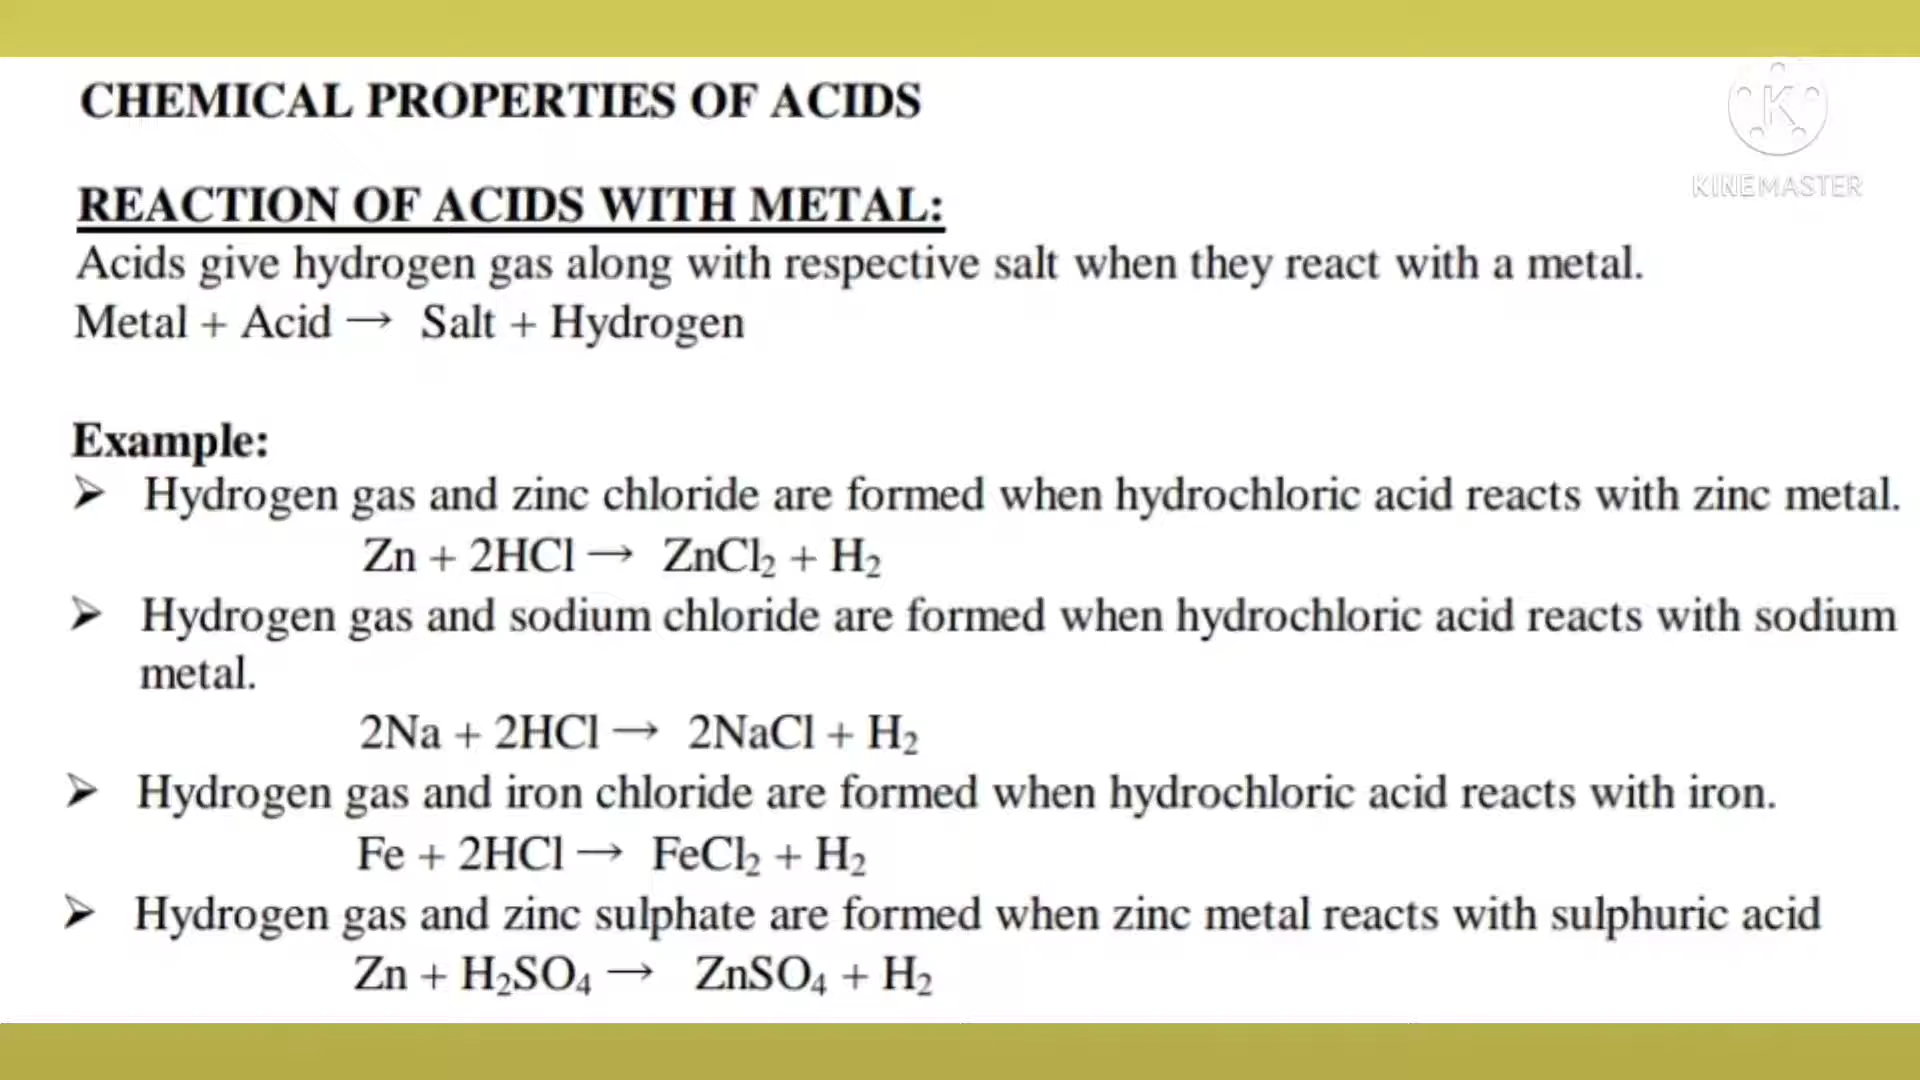 CHEMICAL PROPERTIES OF ACIDS
K
KINEMASTER
REACTION OF ACIDS WITH METAL:
Acids give hydrogen gas along with respective salt when they react with a metal.
Metal + Acid → Salt + Hydrogen
Example:
➢ Hydrogen gas and zinc chloride are formed when hydrochloric acid reacts with zinc metal.
Zn + 2HCl → ZnCl₂ + H₂
➢ Hydrogen gas and sodium chloride are formed when hydrochloric acid reacts with sodium
metal.
2Na + 2HCl → 2NaCl + H₂
➢ Hydrogen gas and iron chloride are formed when hydrochloric acid reacts with iron.
Fe + 2HCl → FeCl₂ + H₂
➢ Hydrogen gas and zinc sulphate are formed when zinc metal reacts with sulphuric acid
Zn + H₂SO₄ → ZnSO₄ + H₂